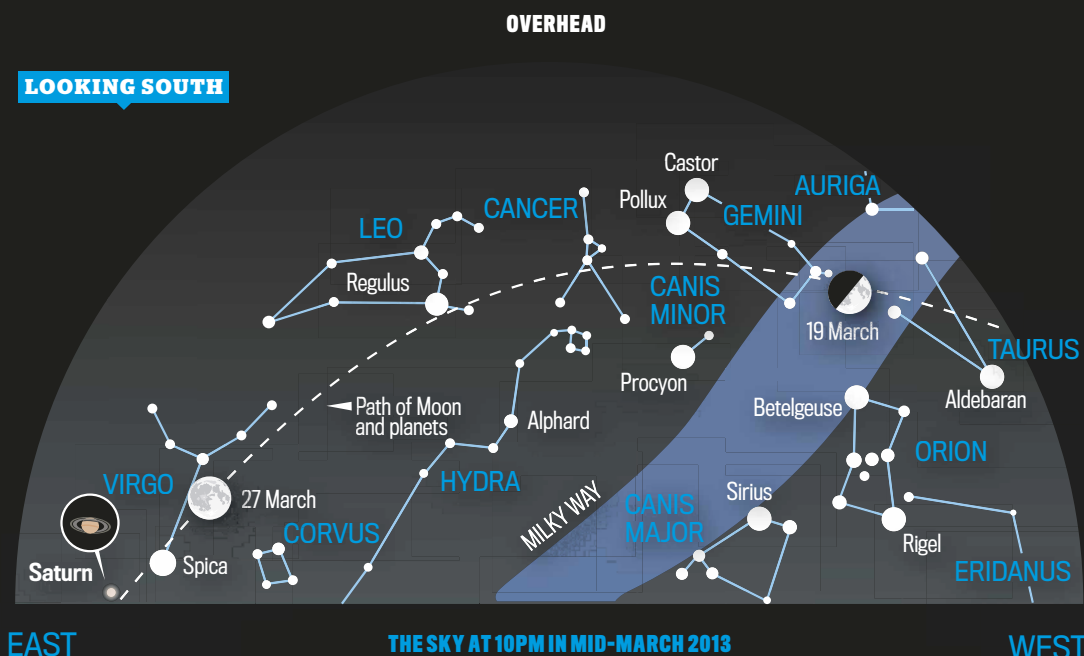 OVERHEAD
LOOKING SOUTH
Castor
Pollux
AURIGA
GEMINI
CANCER
LEO
Regulus
CANIS
MINOR
19 March
TAURUS
Procyon
Aldebaran
Betelgeuse
Path of Moon
and planets
Alphard
ORION
HYDRA
VIRGO
27 March
MILKY WAY
CANIS
MAJOR
Sirius
CORVUS
Rigel
Saturn
Spica
ERIDANUS
EAST
THE SKY AT 10PM IN MID-MARCH 2013
WEST